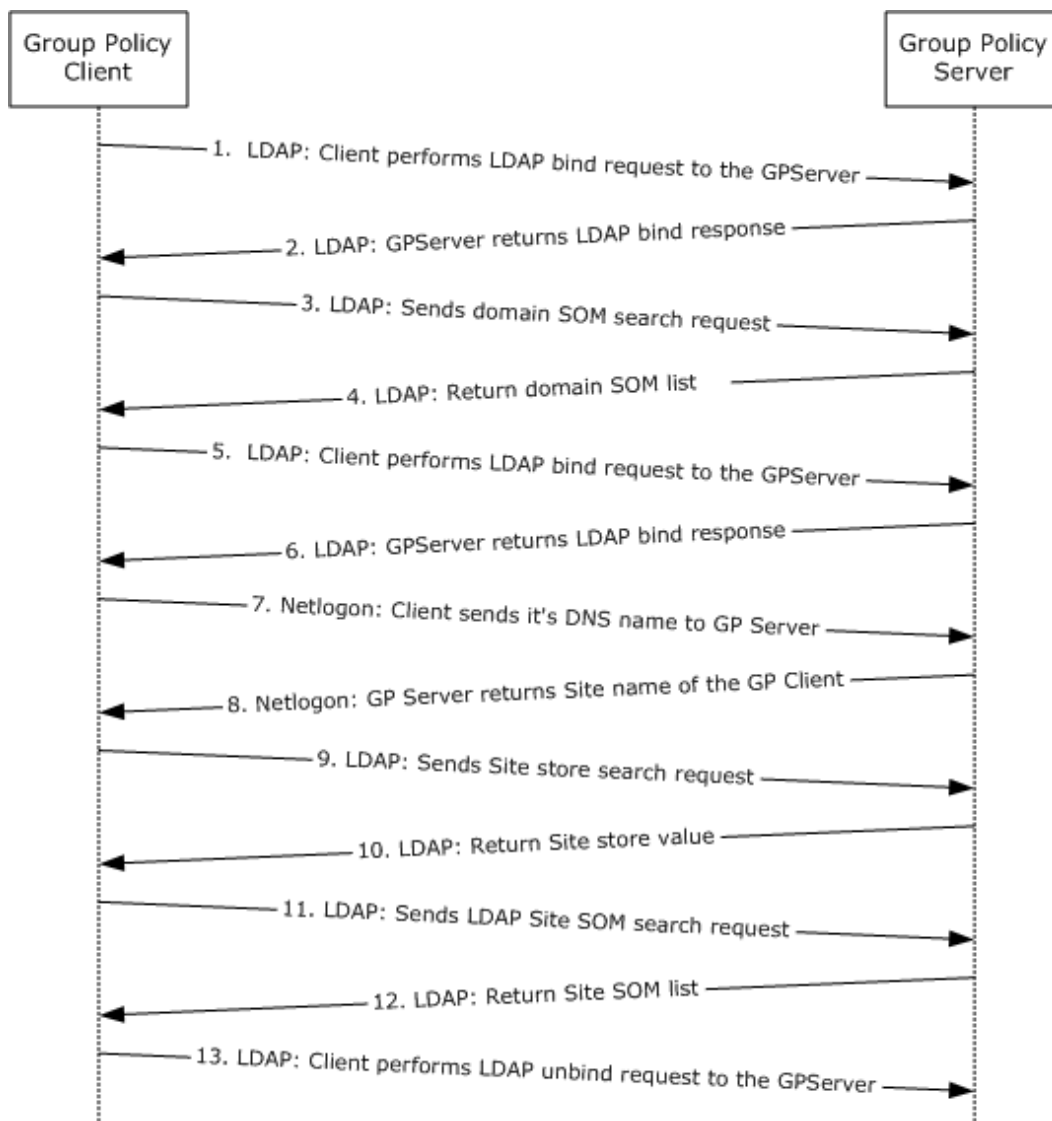 Group Policy
Client
Group Policy
Server
1. LDAP: Client performs LDAP bind request to the GPServer
2. LDAP: GPServer returns LDAP bind response
3. LDAP: Sends domain SOM search request
4. LDAP: Return domain SOM list
5. LDAP: Client performs LDAP bind request to the GPServer
6. LDAP: GPServer returns LDAP bind response
7. Netlogon: Client sends it's DNS name to GP Server
8. Netlogon: GP Server returns Site name of the GP Client
9. LDAP: Sends Site store search request
10. LDAP: Return Site store value
11. LDAP: Sends LDAP Site SOM search request
12. LDAP: Return Site SOM list
13. LDAP: Client performs LDAP unbind request to the GPServer